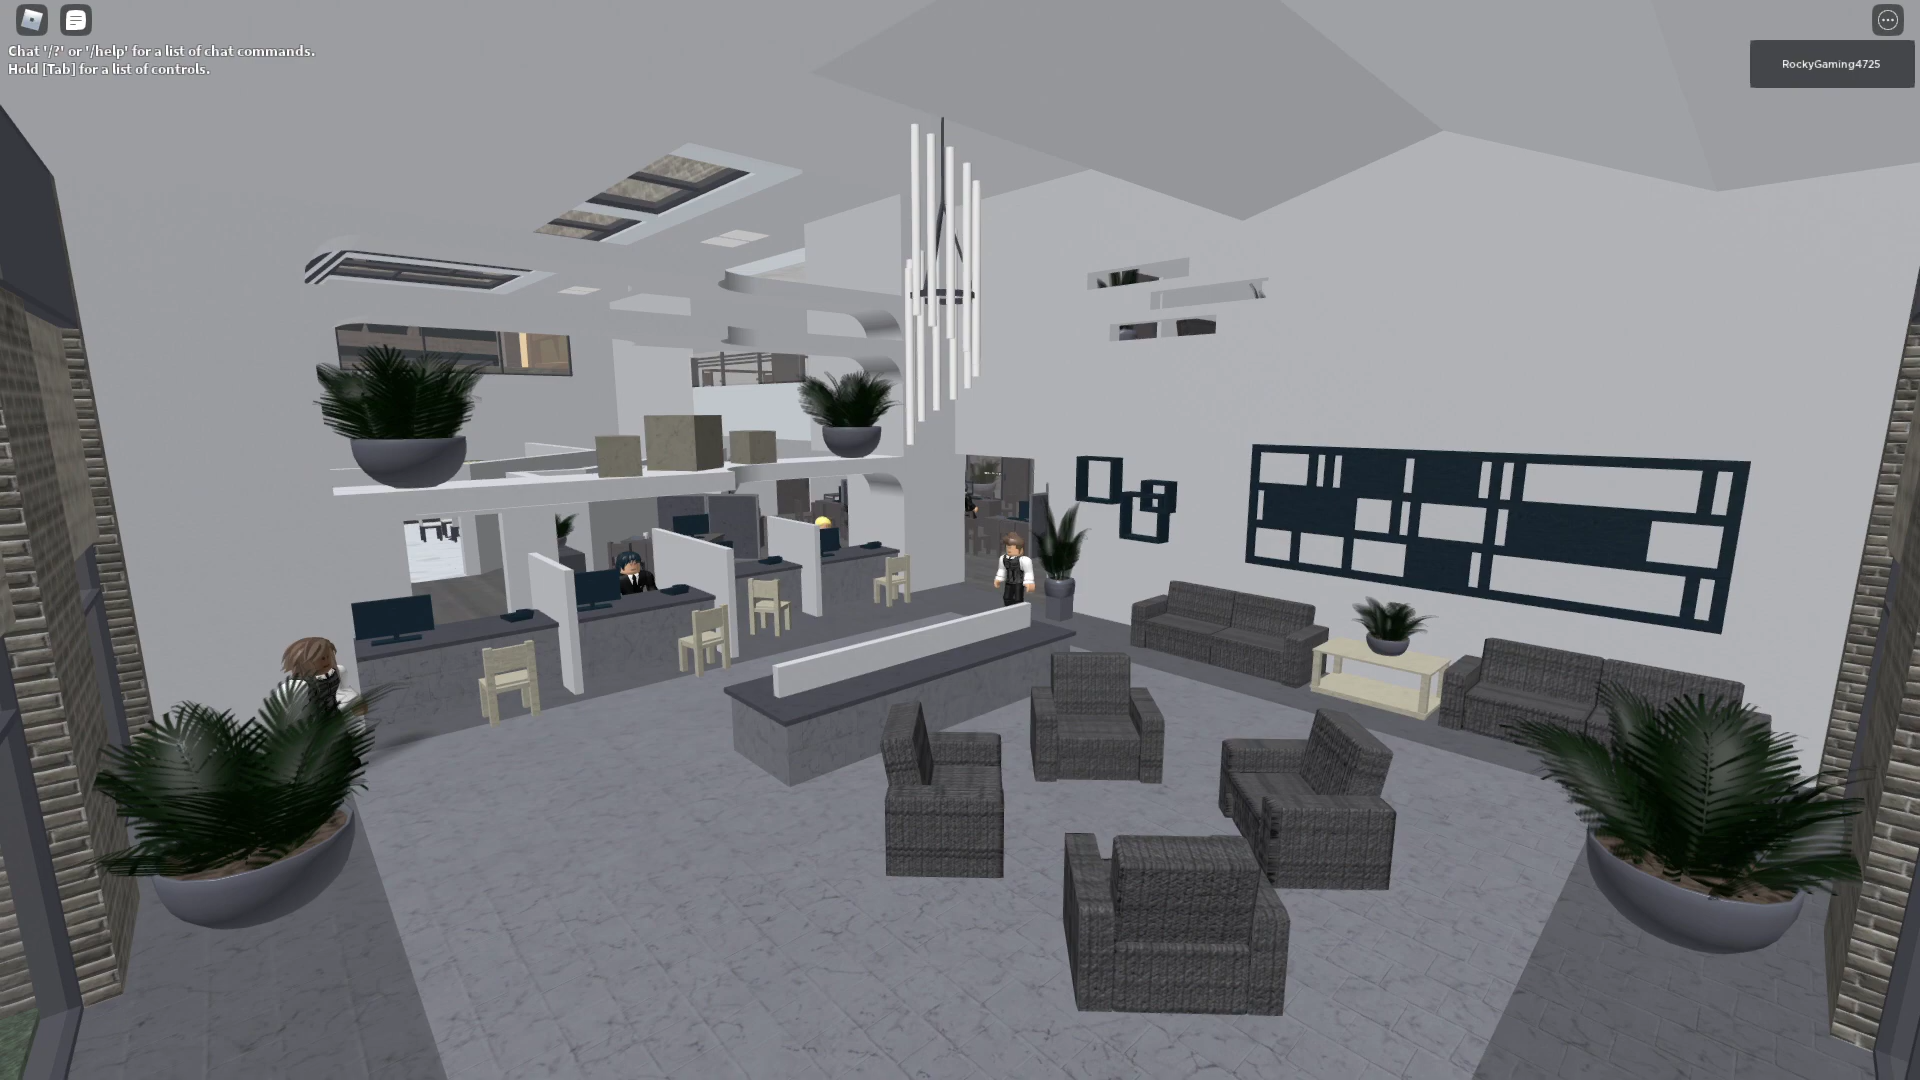 Chat '/?' or '/help' for a list of chat commands.
Hold [Tab] for a list of controls.
RockyGaming4725